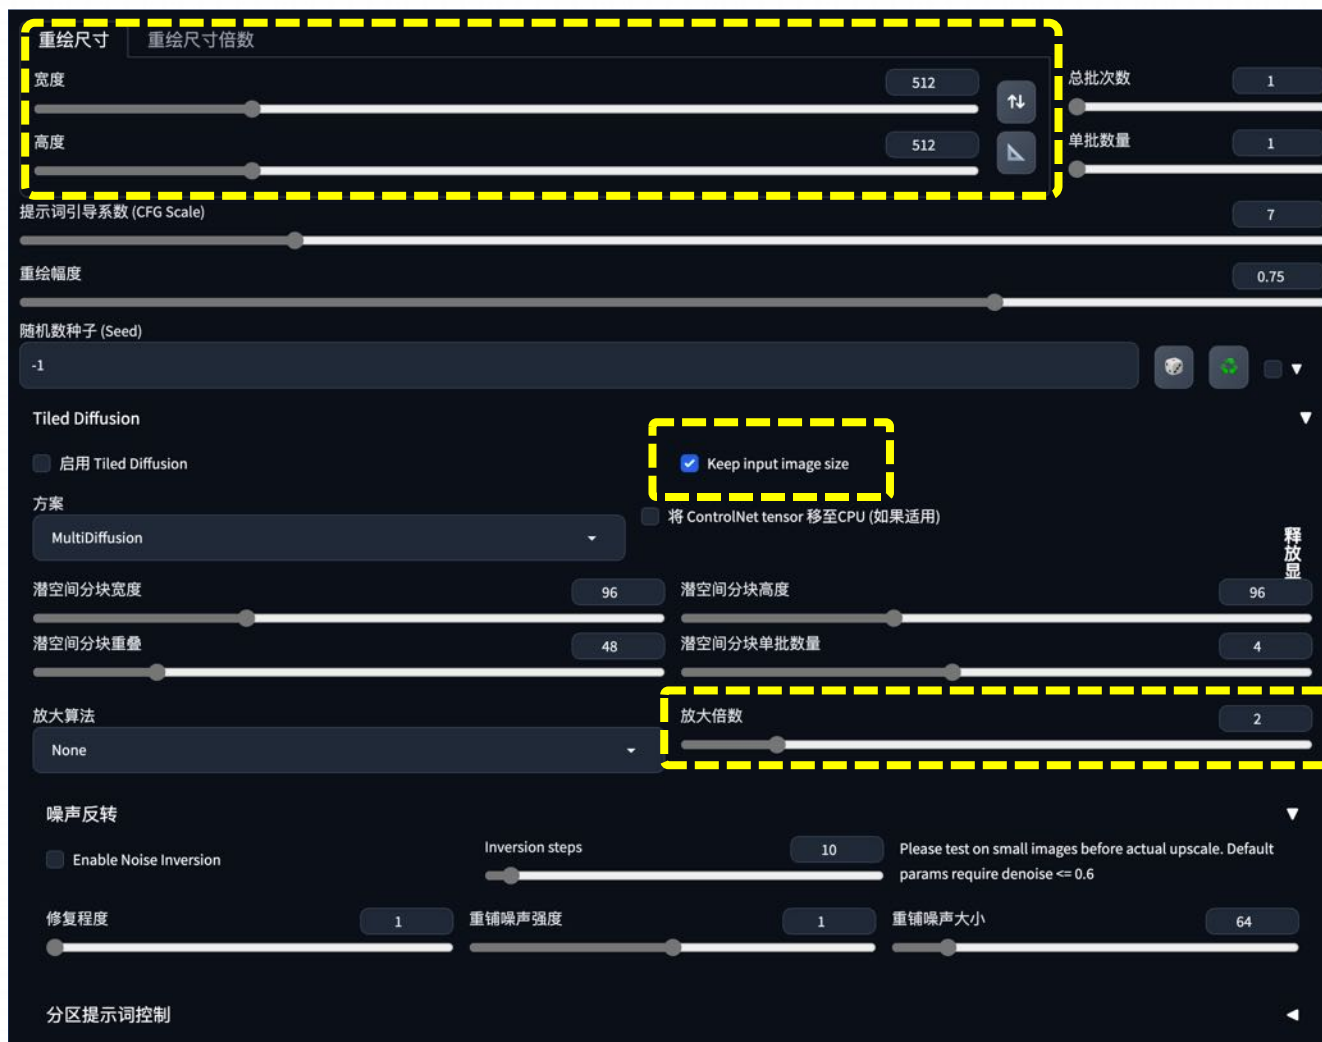 重绘尺寸 重绘尺寸倍数
宽度 512
总批次数 1
高度 512
单批数量 1
提示词引导系数 (CFG Scale) 7
重绘幅度 0.75
随机数种子 (Seed)
-1
Tiled Diffusion
启用 Tiled Diffusion
Keep input image size
方案
MultiDiffusion
将 ControlNet tensor 移至CPU (如果适用)
释放显
潜空间分块宽度 96
潜空间分块高度 96
潜空间分块重叠 48
潜空间分块单批数量 4
放大算法
None
放大倍数 2
噪声反转
Enable Noise Inversion
Inversion steps 10
Please test on small images before actual upscale. Default
params require denoise <= 0.6
修复程度 1
重铺噪声强度 1
重铺噪声大小 64
分区提示词控制